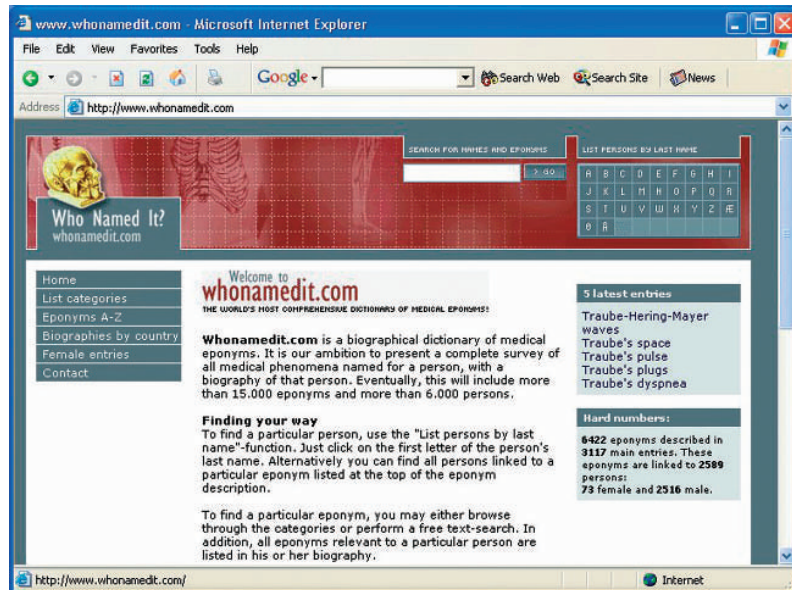 www.whonamedit.com - Microsoft Internet Explorer
File Edit View Favorites Tools Help
Google Search Web Search Site News
Address http://www.whonamedit.com
SEARCH FOR NAMES AND EPONYMS
> GO
LIST PERSONS BY LAST NAME
A B C D E F G H I
J K L M N O P Q R
S T U V W X Y Z Æ
Ø Å
Who Named It?
whonamedit.com
Home
List categories
Eponyms A-Z
Biographies by country
Female entries
Contact
Welcome to
whonamedit.com
THE WORLD'S MOST COMPREHENSIVE DICTIONARY OF MEDICAL EPONYMS!
Whonamedit.com is a biographical dictionary of medical
eponyms. It is our ambition to present a complete survey of
all medical phenomena named for a person, with a
biography of that person. Eventually, this will include more
than 15.000 eponyms and more than 6.000 persons.
Finding your way
To find a particular person, use the "List persons by last
name"-function. Just click on the first letter of the person's
last name. Alternatively you can find all persons linked to a
particular eponym listed at the top of the eponym
description.
To find a particular eponym, you may either browse
through the categories or perform a free text-search. In
addition, all eponyms relevant to a particular person are
listed in his or her biography.
5 latest entries
Traube-Hering-Mayer
waves
Traube's space
Traube's pulse
Traube's plugs
Traube's dyspnea
Hard numbers:
6422 eponyms described in
3117 main entries. These
eponyms are linked to 2589
persons:
73 female and 2516 male.
http://www.whonamedit.com/
Internet